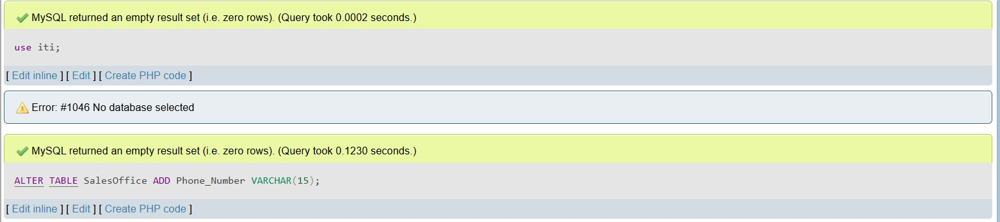 MySQL returned an empty result set (i.e. zero rows). (Query took 0.0002 seconds.)
use iti;
[ Edit inline ] [ Edit ] [ Create PHP code ]
Error: #1046 No database selected
MySQL returned an empty result set (i.e. zero rows). (Query took 0.1230 seconds.)
ALTER TABLE SalesOffice ADD Phone_Number VARCHAR(15);
[ Edit inline ] [ Edit ] [ Create PHP code ]